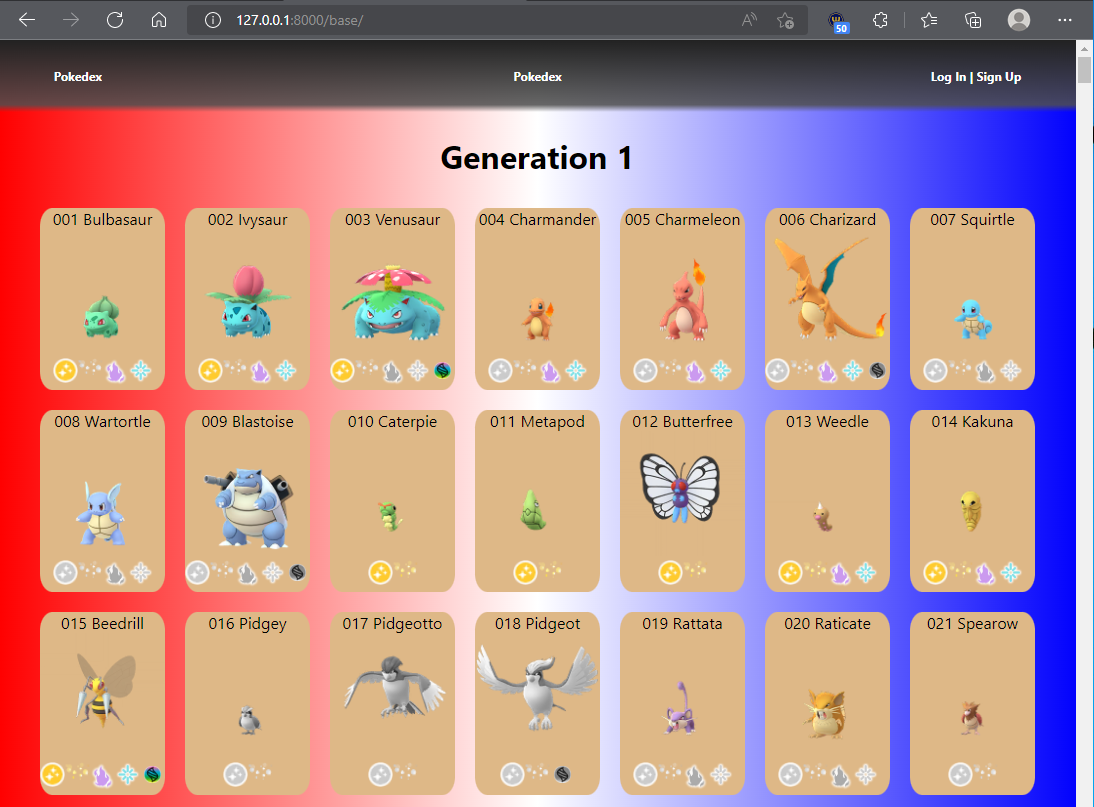 127.0.0.1:8000/base/
50
Pokedex Pokedex Log In | Sign Up
Generation 1
001 Bulbasaur 002 Ivysaur 003 Venusaur 004 Charmander 005 Charmeleon 006 Charizard 007 Squirtle
008 Wartortle 009 Blastoise 010 Caterpie 011 Metapod 012 Butterfree 013 Weedle 014 Kakuna
015 Beedrill 016 Pidgey 017 Pidgeotto 018 Pidgeot 019 Rattata 020 Raticate 021 Spearow